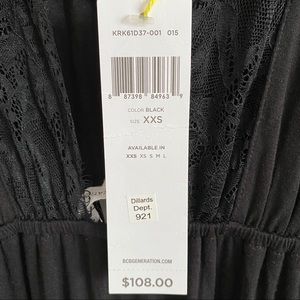 KRK61D37-001 015
8 87398 84963 9
COLOR BLACK
SIZE XXS
AVAILABLE IN
XXS XS S M L
Dillards
Dept.
921
BCBGENERATION.COM
$108.00